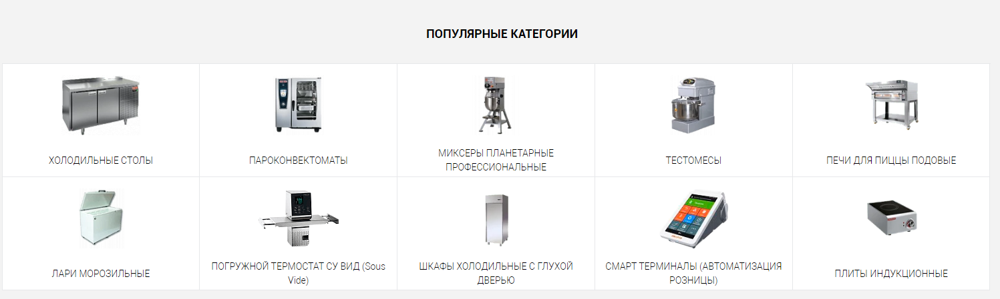 ПОПУЛЯРНЫЕ КАТЕГОРИИ
ХОЛОДИЛЬНЫЕ СТОЛЫ
ПАРОКОНВЕКТОМАТЫ
МИКСЕРЫ ПЛАНЕТАРНЫЕ
ПРОФЕССИОНАЛЬНЫЕ
ТЕСТОМЕСЫ
ПЕЧИ ДЛЯ ПИЦЦЫ ПОДОВЫЕ
ЛАРИ МОРОЗИЛЬНЫЕ
ПОГРУЖНОЙ ТЕРМОСТАТ СУ ВИД (Sous
Vide)
ШКАФЫ ХОЛОДИЛЬНЫЕ С ГЛУХОЙ
ДВЕРЬЮ
СМАРТ ТЕРМИНАЛЫ (АВТОМАТИЗАЦИЯ
РОЗНИЦЫ)
ПЛИТЫ ИНДУКЦИОННЫЕ